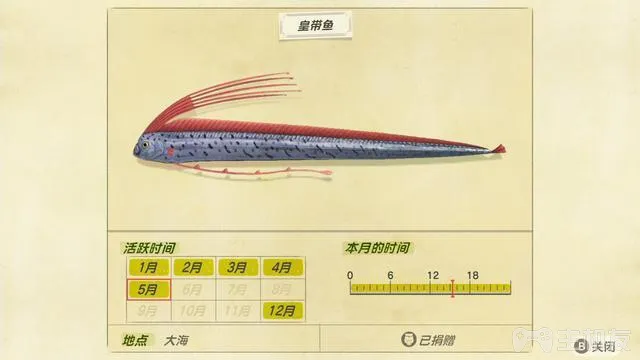 皇带鱼
活跃时间
本月的时间
1月 2月 3月 4月
5月 6月 7月 8月
9月 10月 11月 12月
0 6 12 18
地点 大海
已捐赠
B 关闭